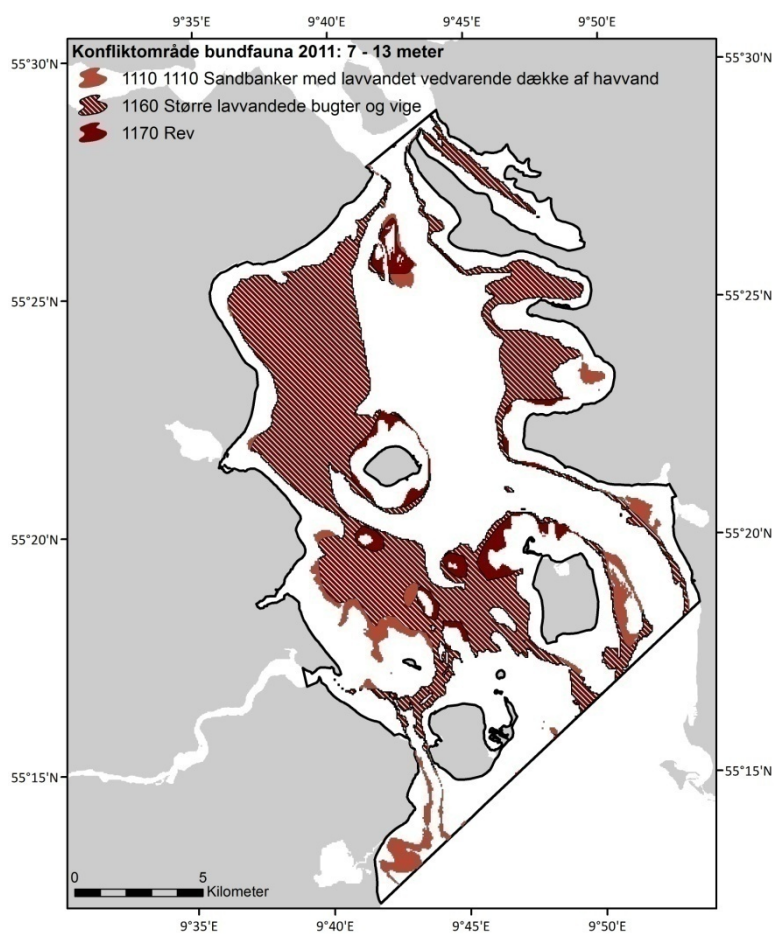 9°35'E 9°40'E 9°45'E 9°50'E
Konfliktområde bundfauna 2011: 7 - 13 meter
55°30'N 55°30'N
1110 1110 Sandbanker med lavvandet vedvarende dække af havvand
1160 Større lavvandede bugter og vige
1170 Rev
55°25'N 55°25'N
55°20'N 55°20'N
55°15'N 55°15'N
0 5
Kilometer
9°35'E 9°40'E 9°45'E 9°50'E